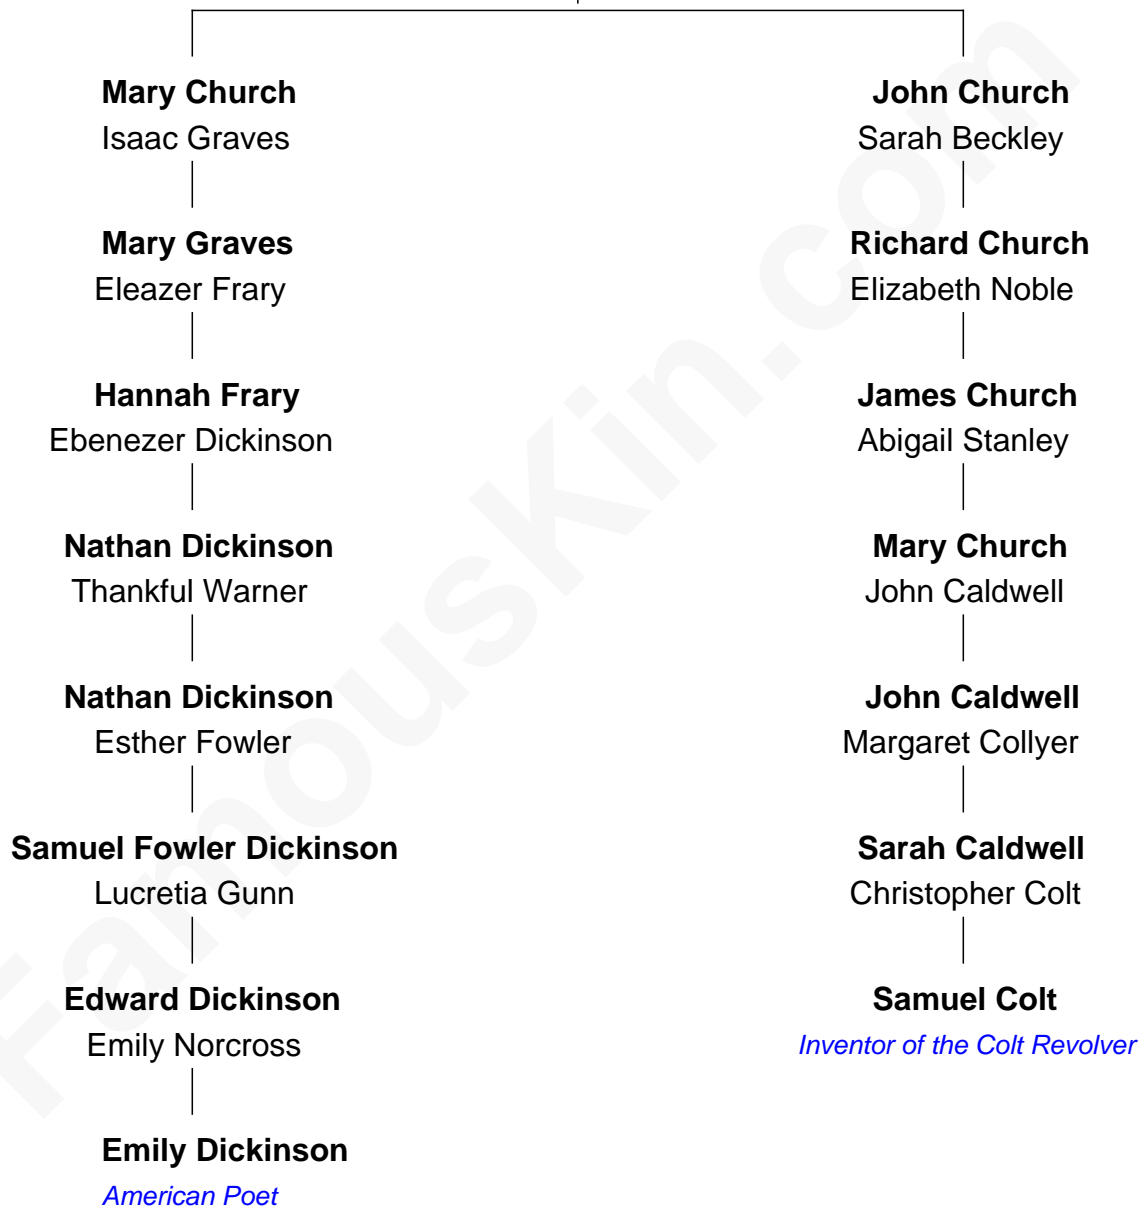 Mary Church
Isaac Graves
Mary Graves
Eleazer Frary
Hannah Frary
Ebenezer Dickinson
Nathan Dickinson
Thankful Warner
Nathan Dickinson
Esther Fowler
Samuel Fowler Dickinson
Lucretia Gunn
Edward Dickinson
Emily Norcross
Emily Dickinson
American Poet
John Church
Sarah Beckley
Richard Church
Elizabeth Noble
James Church
Abigail Stanley
Mary Church
John Caldwell
John Caldwell
Margaret Collyer
Sarah Caldwell
Christopher Colt
Samuel Colt
Inventor of the Colt Revolver
FamousKin.com